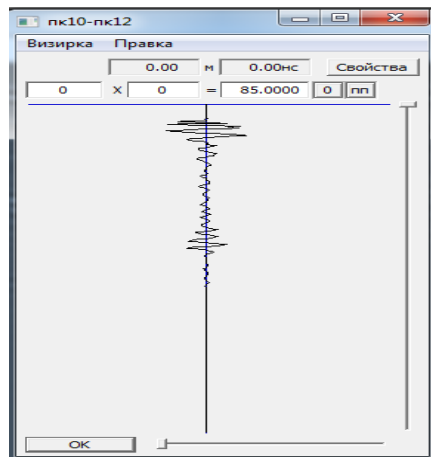 пк10-пк12
Визирка Правка
0.00 м 0.00нс Свойства
0 X 0 = 85.0000 0 пп
OK